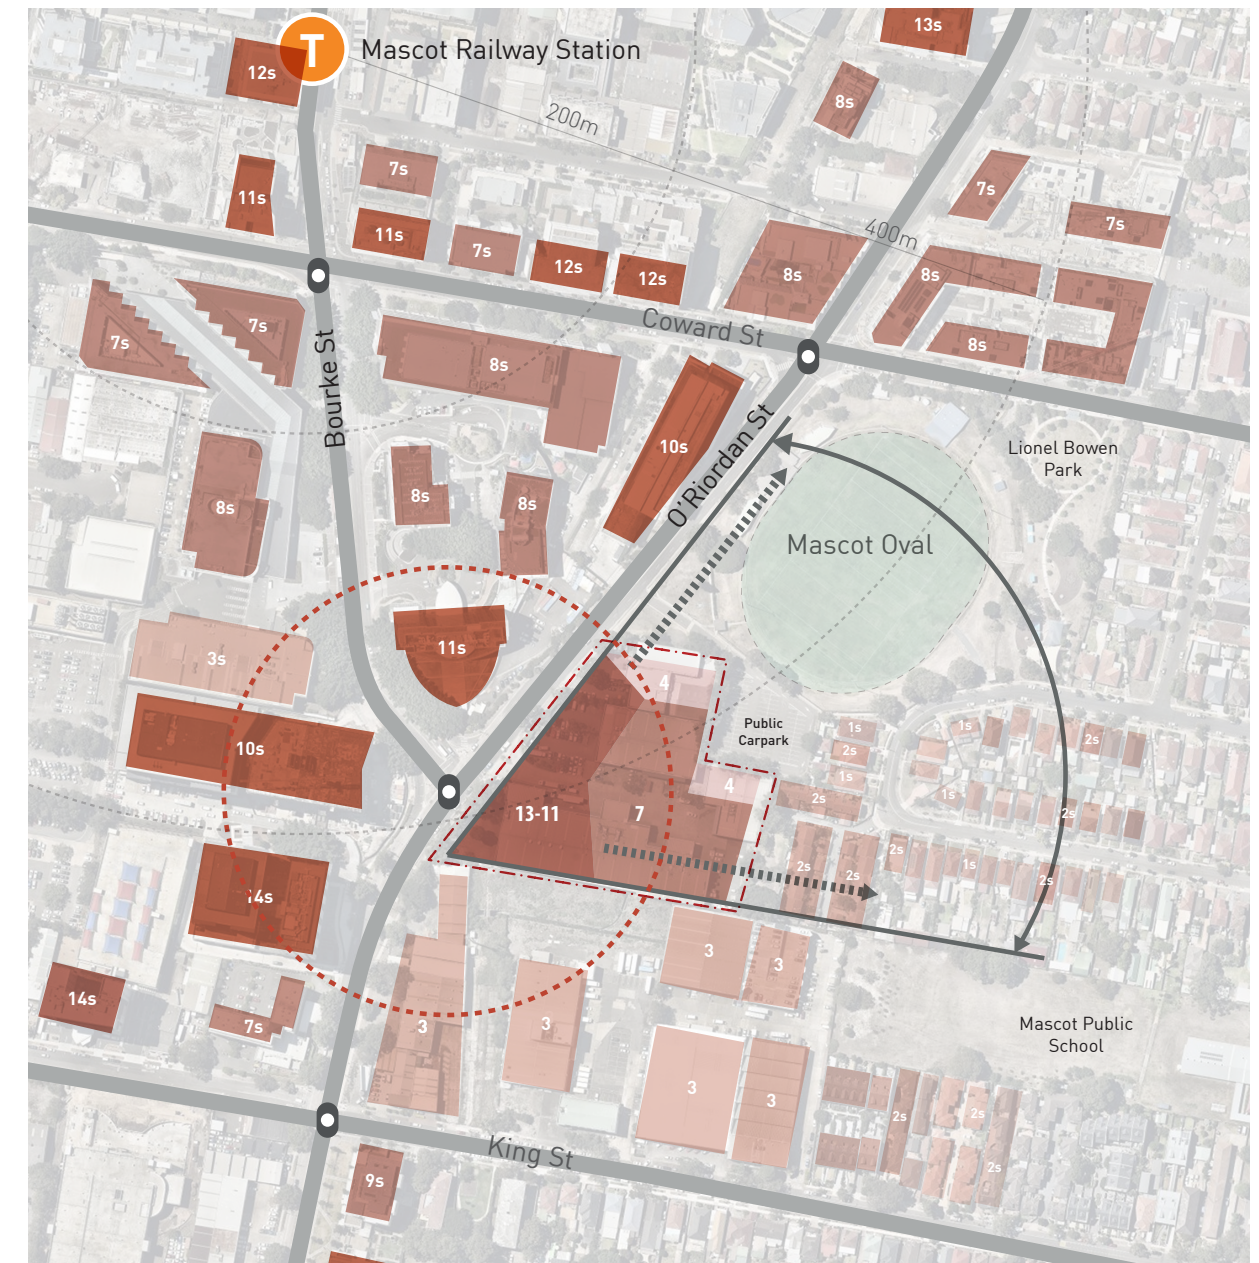 13s
T
Mascot Railway Station
12s
8s
200m
7s
7s
11s
400m
7s
11s
7s
12s
12s
8s
8s
7s
7s
8s
Coward St
8s
Bourke St
10s
O'Riordan St
Lionel Bowen
Park
8s
8s
8s
Mascot Oval
11s
3s
4
Public
Carpark
1s
2s
1s
2s
1s
2s
1s
2s
10s
13-11
7
4
2s
2s
2s
1s
2s
14s
3
3
14s
7s
3
3
Mascot Public
School
3
3
2s
2s
2s
King St
9s